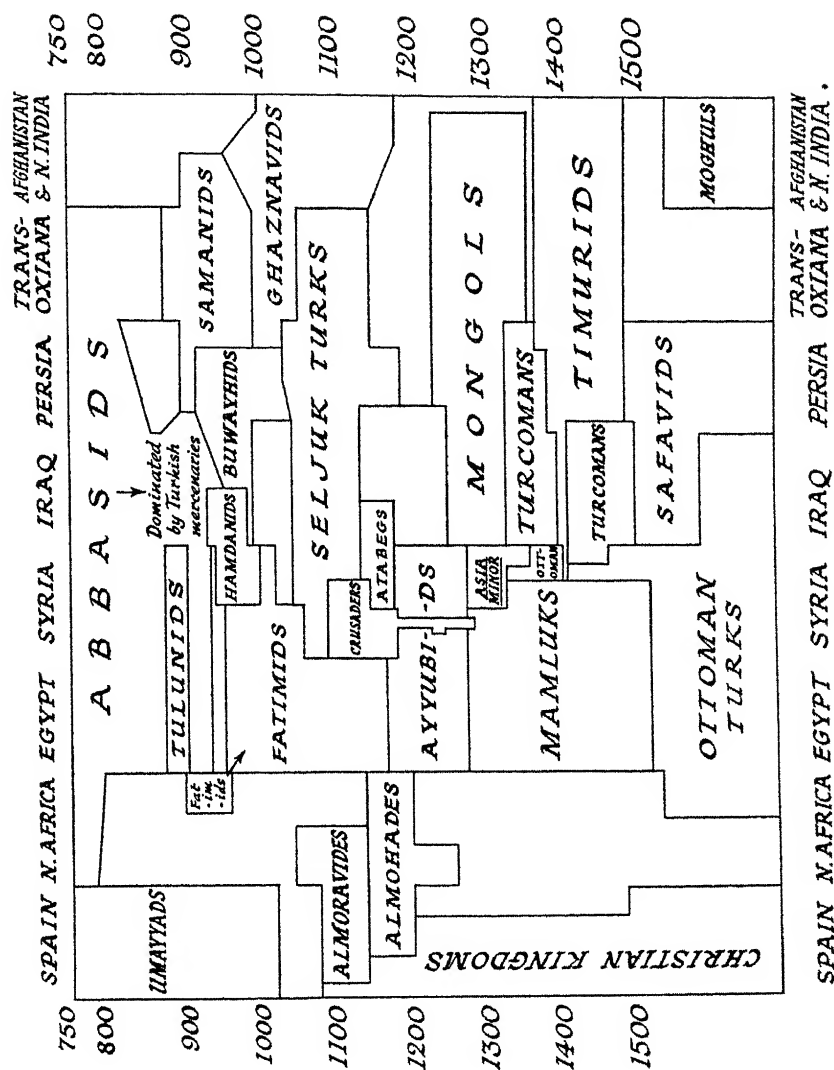 SPAIN N.AFRICA EGYPT SYRIA IRAQ PERSIA TRANS- OXIANA AFGHANISTAN & N.INDIA
750
800
900
1000
1100
1200
1300
1400
1500
750
800
900
1000
1100
1200
1300
1400
1500
ABBASIDS
UMAYYADS
Dominated
by Turkish
mercenaries
TULUNIDS
SAMANIDS
Fat
-im
-ids
HAMDANIDS
BUWAYHIDS
FATIMIDS
GHAZNAVIDS
SELJUK TURKS
ALMORAVIDES
CRUSADERS
ATABEGS
ALMOHADES
AYYUBI- -DS
MONGOLS
ASIA
MINOR
MAMLUKS
TURCOMANS
OTT-
OMAN
TIMURIDS
TURCOMANS
CHRISTIAN KINGDOMS
SAFAVIDS
OTTOMAN
TURKS
MOGHULS
SPAIN N.AFRICA EGYPT SYRIA IRAQ PERSIA TRANS- OXIANA AFGHANISTAN & N.INDIA.